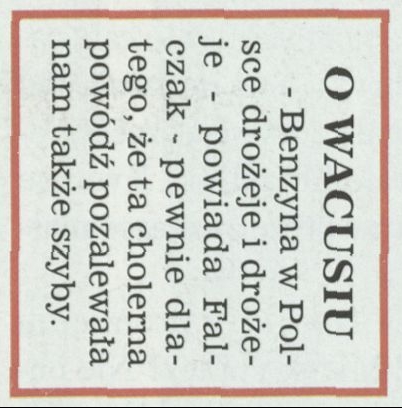 O WACUSIU
- Benzyna w Pol-
sce drożeje i droże-
je - powiada Fal-
czak - pewnie dla-
tego, że ta cholerna
powódź pozalewała
nam także szyby.